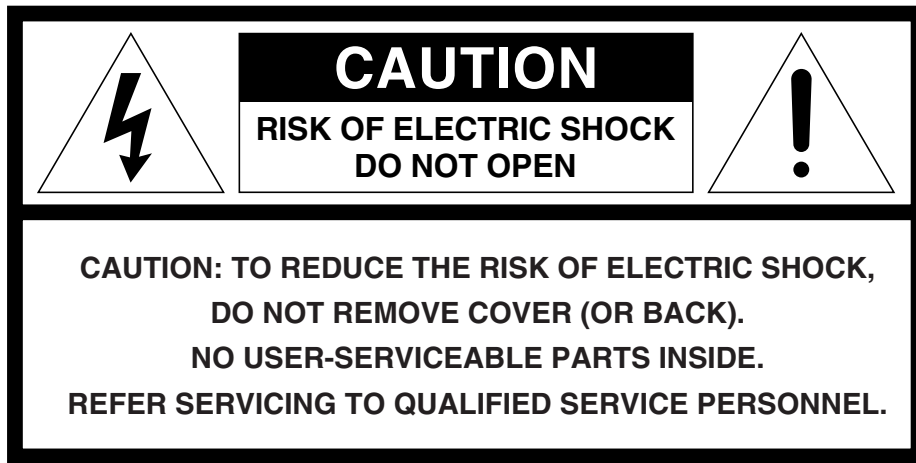 CAUTION
RISK OF ELECTRIC SHOCK
DO NOT OPEN
CAUTION: TO REDUCE THE RISK OF ELECTRIC SHOCK,
DO NOT REMOVE COVER (OR BACK).
NO USER-SERVICEABLE PARTS INSIDE.
REFER SERVICING TO QUALIFIED SERVICE PERSONNEL.